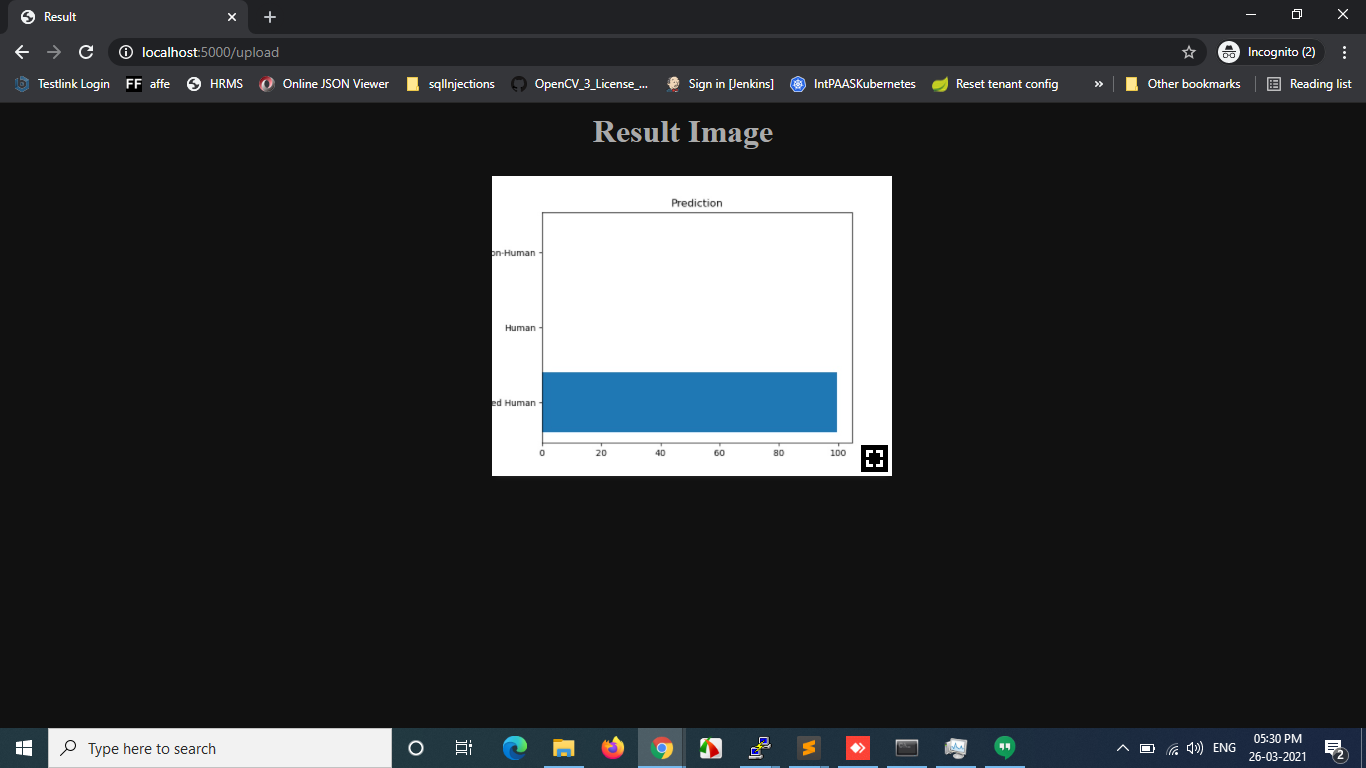 Result
localhost:5000/upload
Incognito (2)
Testlink Login
FF affe
HRMS
Online JSON Viewer
sqlInjections
OpenCV_3_License_...
Sign in [Jenkins]
IntPAASKubernetes
Reset tenant config
»
Other bookmarks
Reading list
Result Image
Prediction
on-Human
Human
ed Human
0 20 40 60 80 100
Type here to search
ENG
05:30 PM
26-03-2021
2